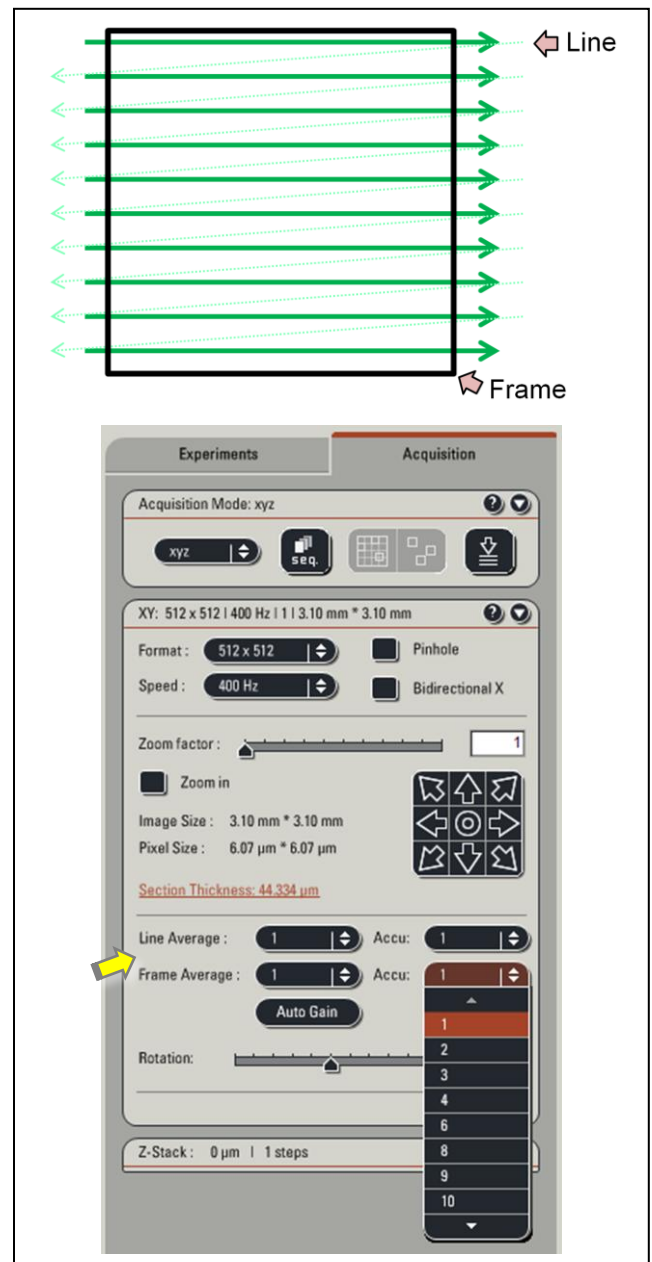 Line
Frame
Experiments Acquisition
Acquisition Mode: xyz ?
xyz seq.
XY: 512 x 512 | 400 Hz | 1 | 3.10 mm * 3.10 mm ?
Format : 512 x 512 Pinhole
Speed : 400 Hz Bidirectional X
Zoom factor : 1
Zoom in
Image Size : 3.10 mm * 3.10 mm
Pixel Size : 6.07 µm * 6.07 µm
Section Thickness: 44.334 µm
Line Average : 1 Accu: 1
Frame Average : 1 Accu: 1
Auto Gain
1
Rotation:
2
3
4
6
Z-Stack : 0 µm | 1 steps
8
9
10